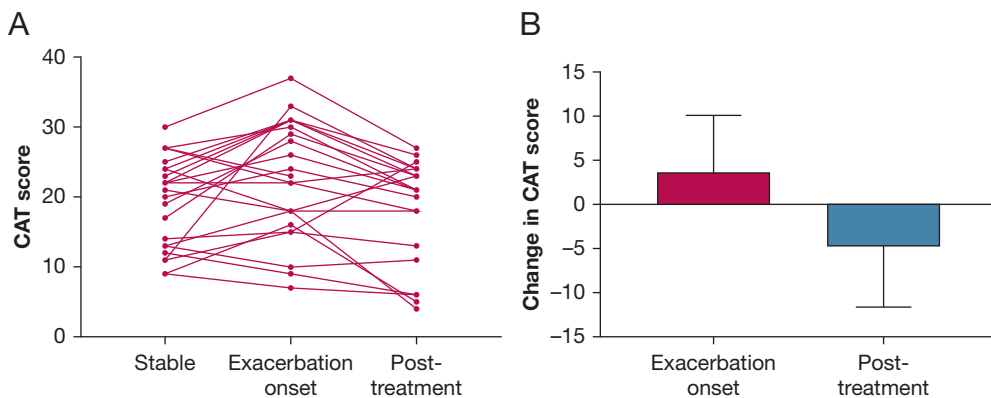 A
CAT score
40
30
20
10
0
Stable
Exacerbation
onset
Post-
treatment
B
Change in CAT score
15
10
5
0
−5
−10
−15
Exacerbation
onset
Post-
treatment